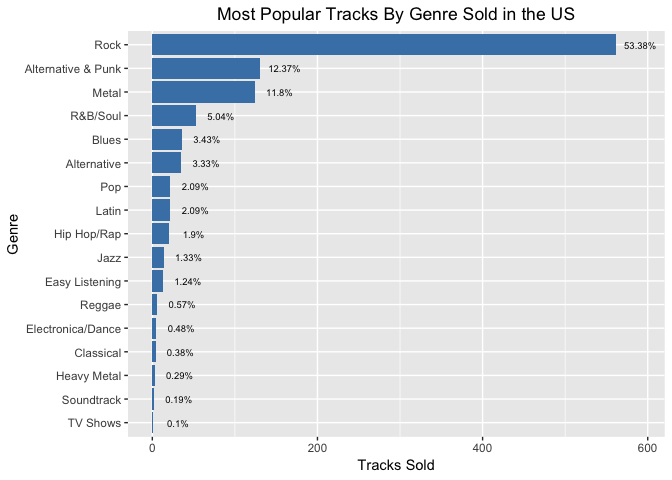 Most Popular Tracks By Genre Sold in the US
Genre
Rock 53.38%
Alternative & Punk 12.37%
Metal 11.8%
R&B/Soul 5.04%
Blues 3.43%
Alternative 3.33%
Pop 2.09%
Latin 2.09%
Hip Hop/Rap 1.9%
Jazz 1.33%
Easy Listening 1.24%
Reggae 0.57%
Electronica/Dance 0.48%
Classical 0.38%
Heavy Metal 0.29%
Soundtrack 0.19%
TV Shows 0.1%
0 200 400 600
Tracks Sold